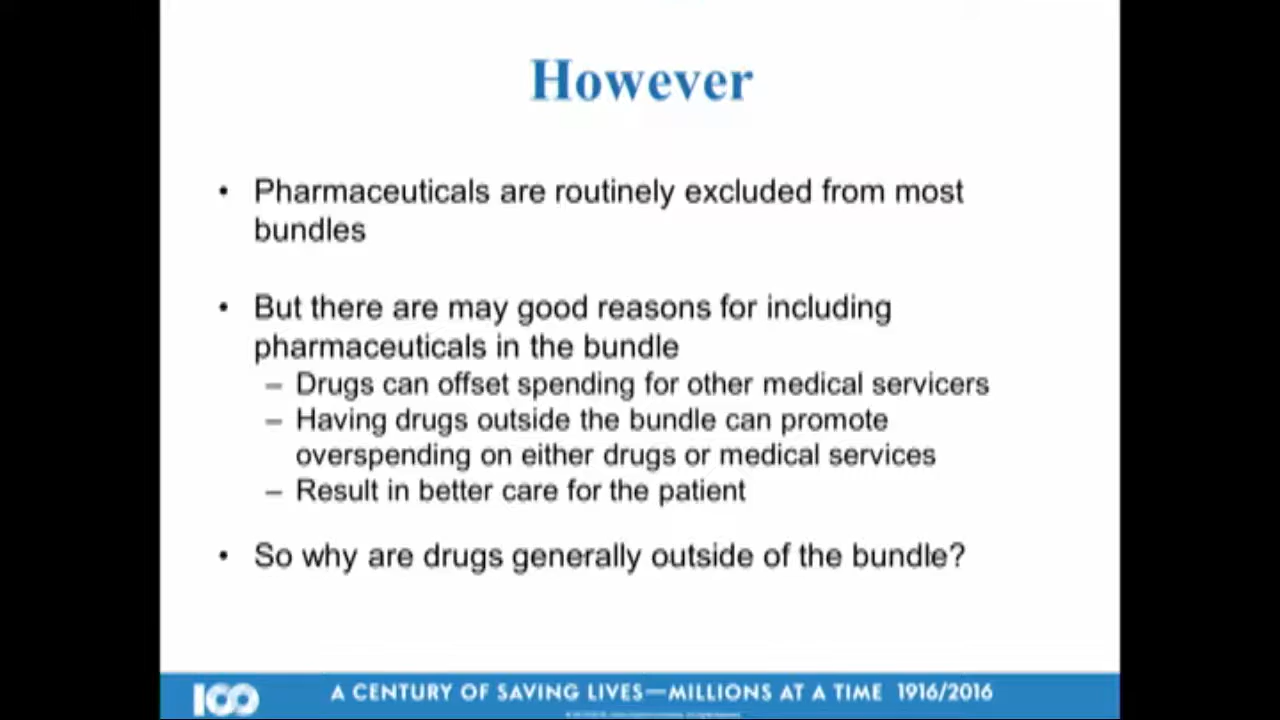 However
• Pharmaceuticals are routinely excluded from most
bundles
• But there are may good reasons for including
pharmaceuticals in the bundle
– Drugs can offset spending for other medical servicers
– Having drugs outside the bundle can promote
overspending on either drugs or medical services
– Result in better care for the patient
• So why are drugs generally outside of the bundle?
100 A CENTURY OF SAVING LIVES—MILLIONS AT A TIME 1916/2016